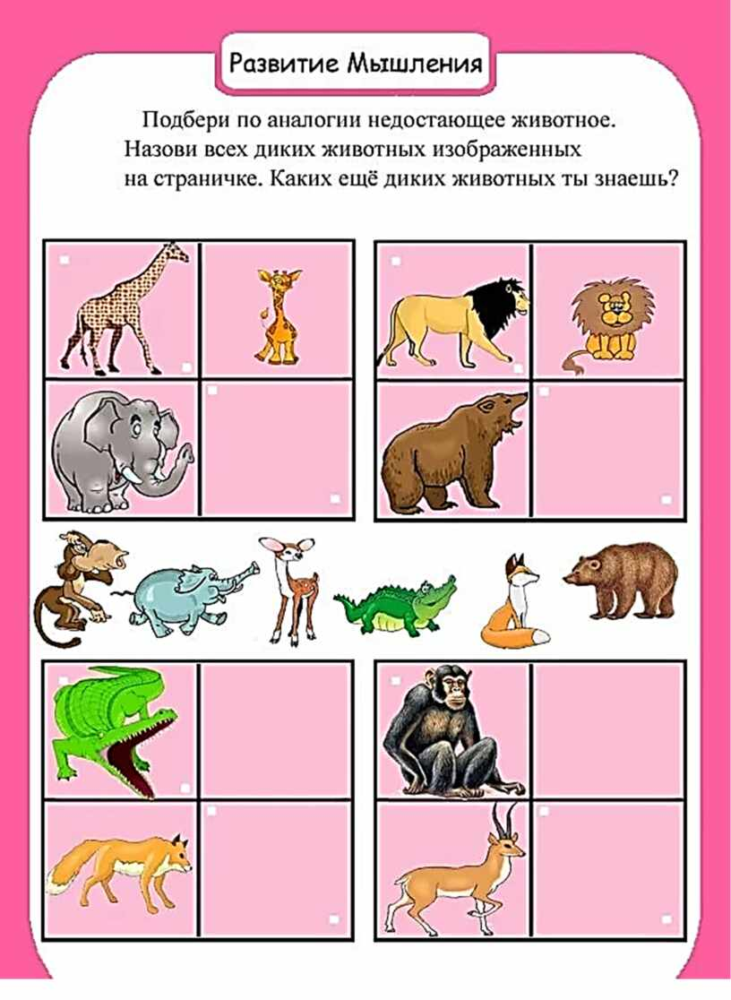 Развитие Мышления
Подбери по аналогии недостающее животное.
Назови всех диких животных изображенных
на страничке. Каких ещё диких животных ты знаешь?